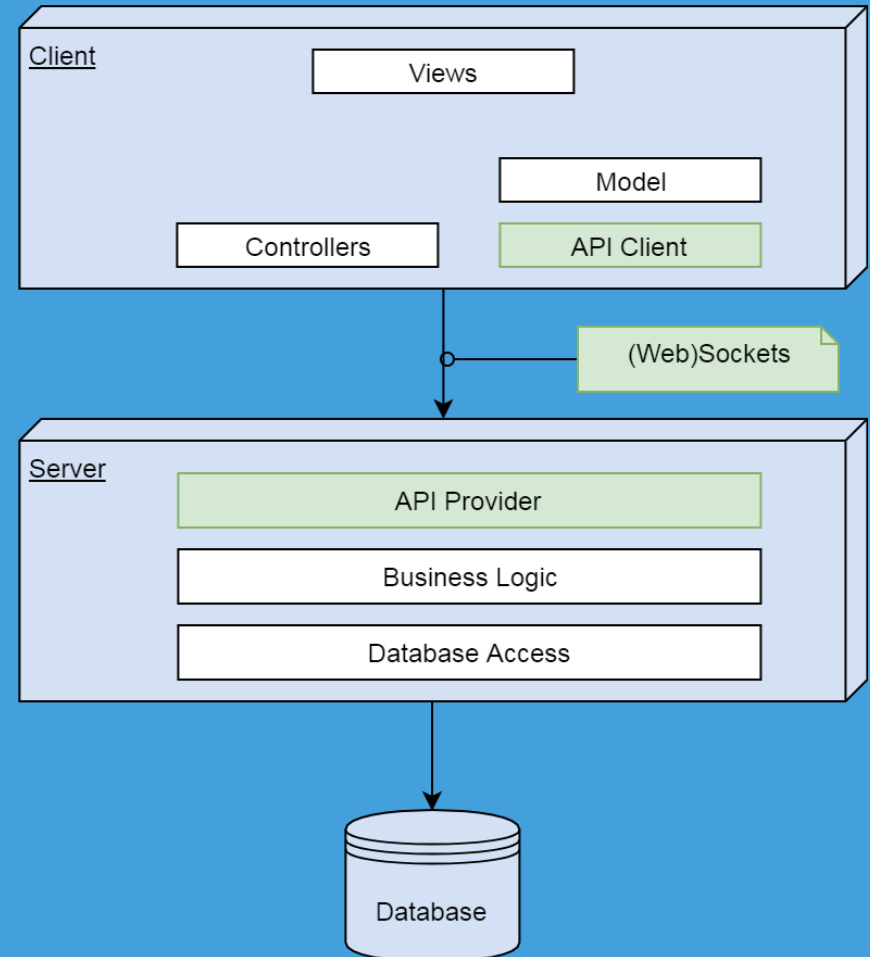 Client
Views
Model
Controllers
API Client
(Web)Sockets
Server
API Provider
Business Logic
Database Access
Database